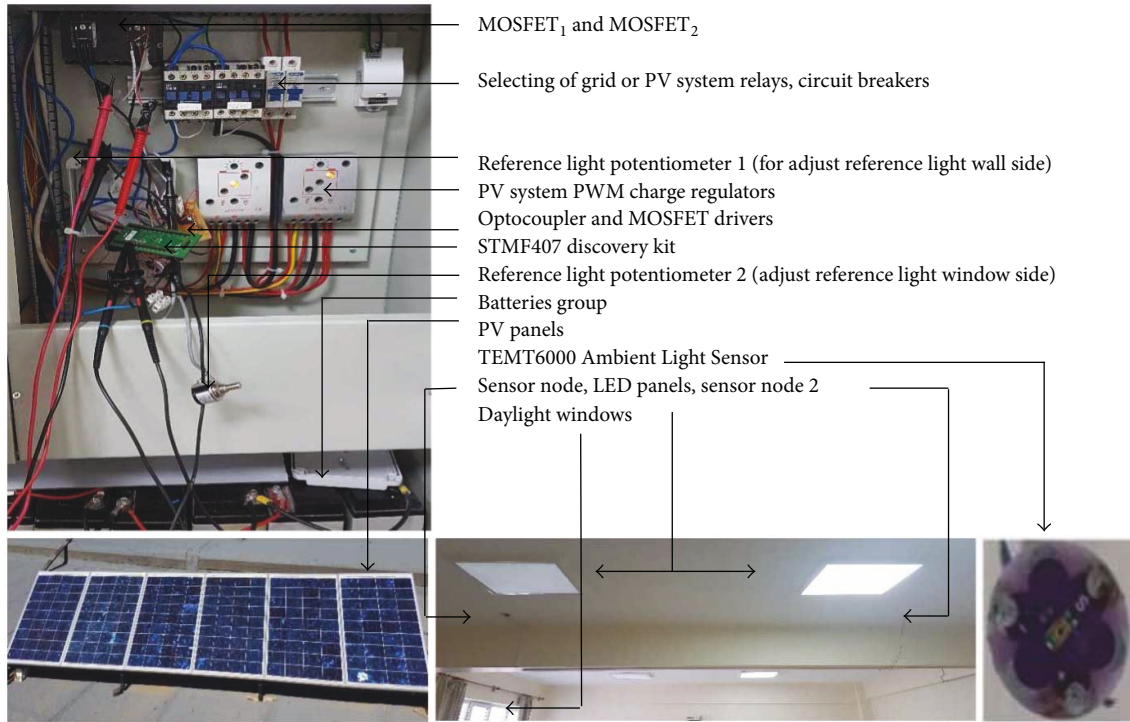 MOSFET₁ and MOSFET₂
Selecting of grid or PV system relays, circuit breakers
Reference light potentiometer 1 (for adjust reference light wall side)
PV system PWM charge regulators
Optocoupler and MOSFET drivers
STMF407 discovery kit
Reference light potentiometer 2 (adjust reference light window side)
Batteries group
PV panels
TEMT6000 Ambient Light Sensor
Sensor node, LED panels, sensor node 2
Daylight windows
S